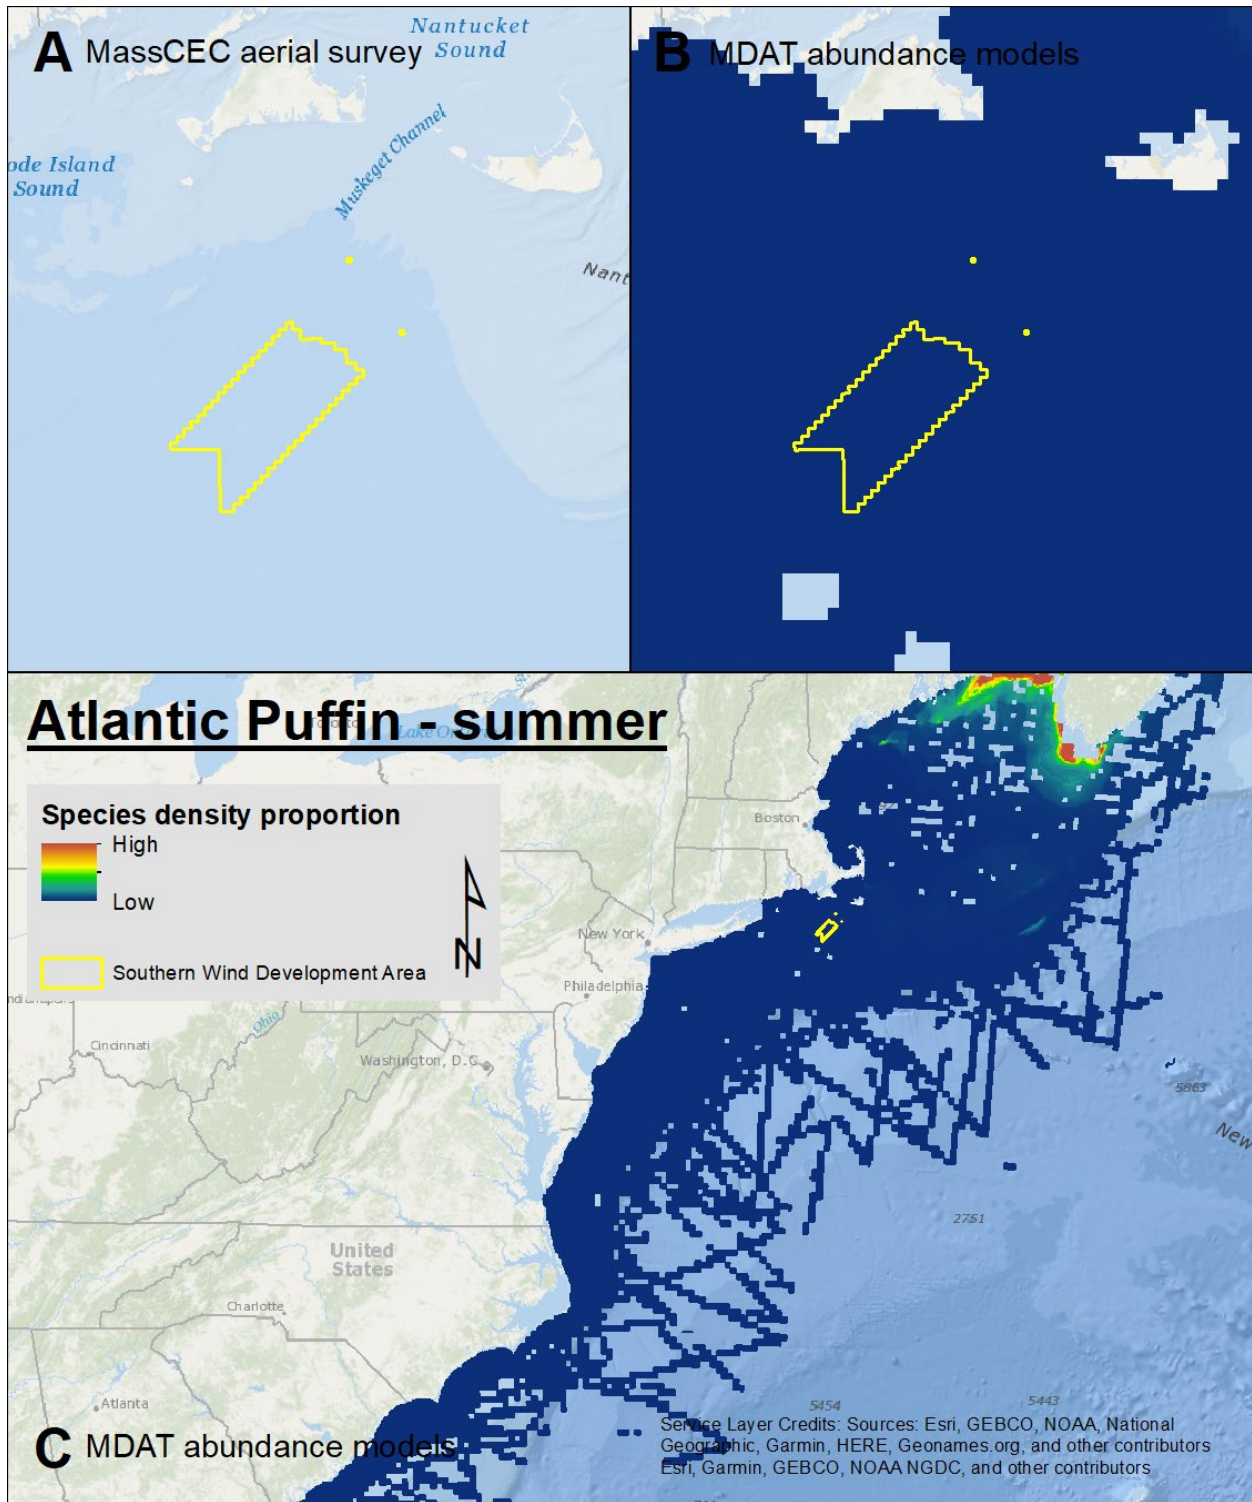 A MassCEC aerial survey
Nantucket
Sound
ode Island
Sound
Muskeget Channel
Nant
B MDAT abundance models
Atlantic Puffin - summer
Lake On
Species density proportion
High
Low
Southern Wind Development Area
N
Boston
New York
Philadelphia
Ohio
Cincinnati
Washington, D.C.
5863
New
2751
United
States
Charlotte
Atlanta
5443
5454
C MDAT abundance models
Service Layer Credits: Sources: Esri, GEBCO, NOAA, National
Geographic, Garmin, HERE, Geonames.org, and other contributors
Esri, Garmin, GEBCO, NOAA NGDC, and other contributors